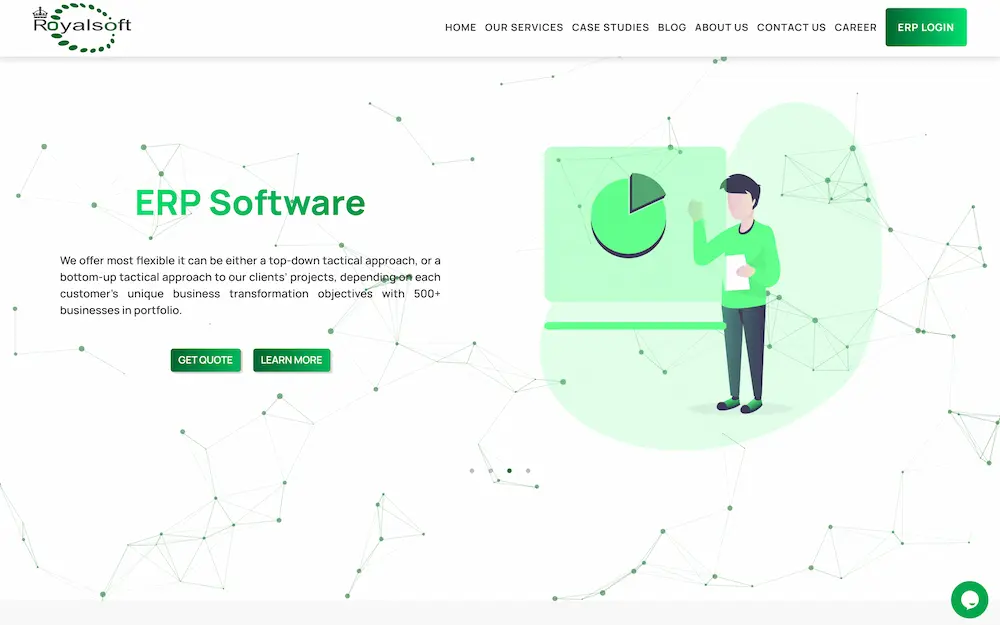 Royalsoft
HOME OUR SERVICES CASE STUDIES BLOG ABOUT US CONTACT US CAREER ERP LOGIN
ERP Software
We offer most flexible it can be either a top-down tactical approach, or a
bottom-up tactical approach to our clients' projects, depending on each
customer's unique business transformation objectives with 500+
businesses in portfolio.
GET QUOTE LEARN MORE